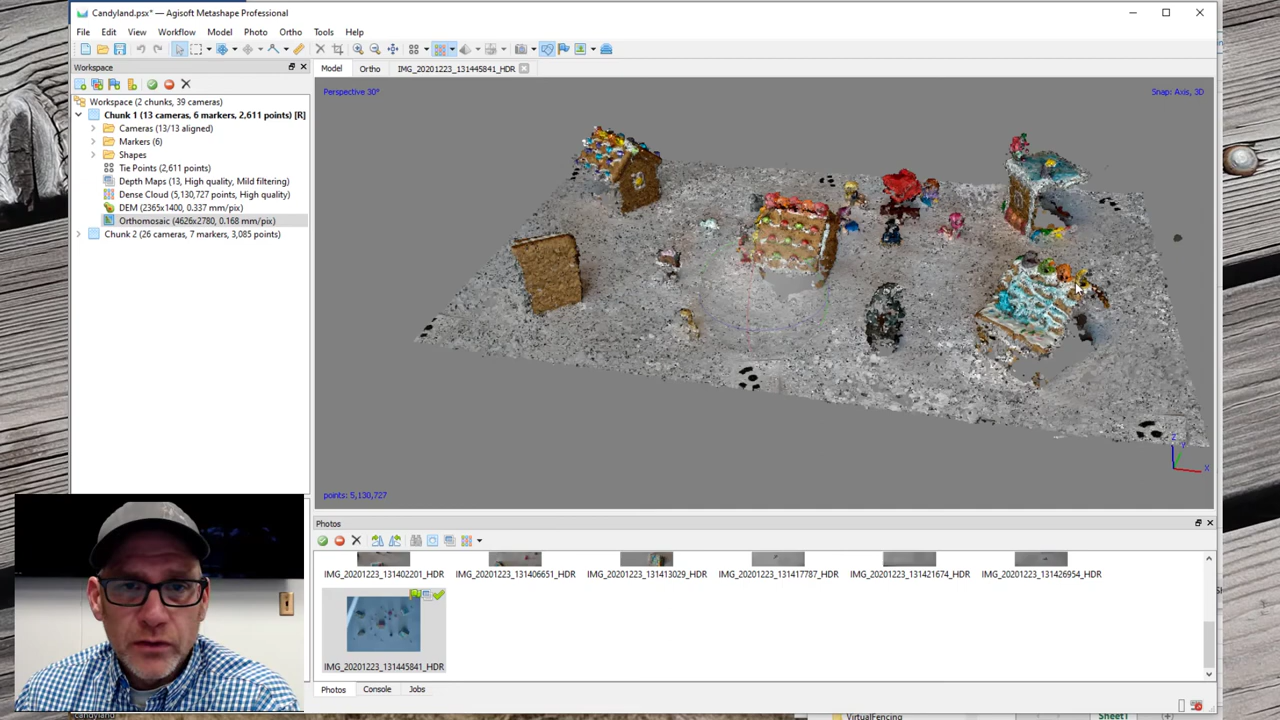 Candyland.psx* — Agisoft Metashape Professional
File Edit View Workflow Model Photo Ortho Tools Help
Workspace
Model Ortho IMG_20201223_131445841_HDR
Workspace (2 chunks, 39 cameras)
Chunk 1 (13 cameras, 6 markers, 2,611 points) [R]
Cameras (13/13 aligned)
Markers (6)
Shapes
Tie Points (2,611 points)
Depth Maps (13, High quality, Mild filtering)
Dense Cloud (5,130,727 points, High quality)
DEM (2365x1400, 0.337 mm/pix)
Orthomosaic (4626x2780, 0.168 mm/pix)
Chunk 2 (26 cameras, 7 markers, 3,085 points)
Perspective 30°
Snap: Axis, 3D
Z
Y
X
points: 5,130,727
Photos
IMG_20201223_131402201_HDR IMG_20201223_131406651_HDR IMG_20201223_131413029_HDR IMG_20201223_131417787_HDR IMG_20201223_131421674_HDR IMG_20201223_131426954_HDR
IMG_20201223_131445841_HDR
Photos Console Jobs
candyland
VirtualFencing
Sheet1